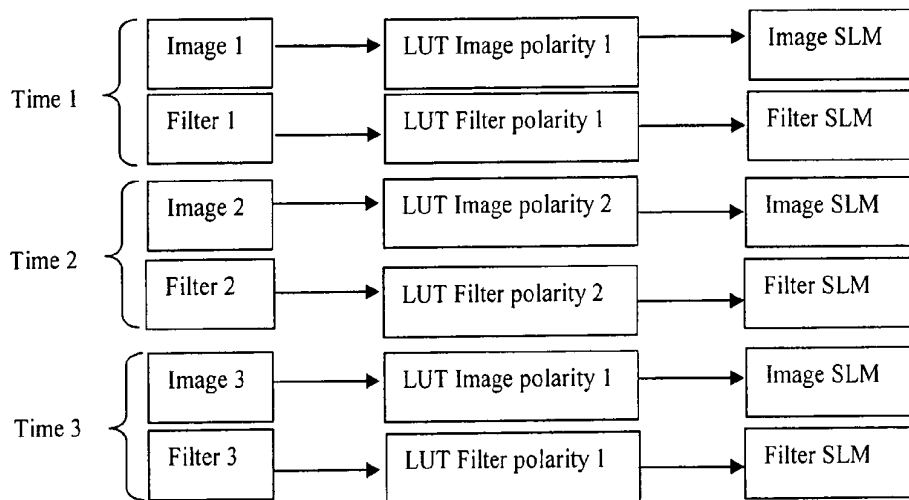 Image 1
LUT Image polarity 1
Image SLM
Time 1
Filter 1
LUT Filter polarity 1
Filter SLM
Image 2
LUT Image polarity 2
Image SLM
Time 2
Filter 2
LUT Filter polarity 2
Filter SLM
Image 3
LUT Image polarity 1
Image SLM
Time 3
Filter 3
LUT Filter polarity 1
Filter SLM